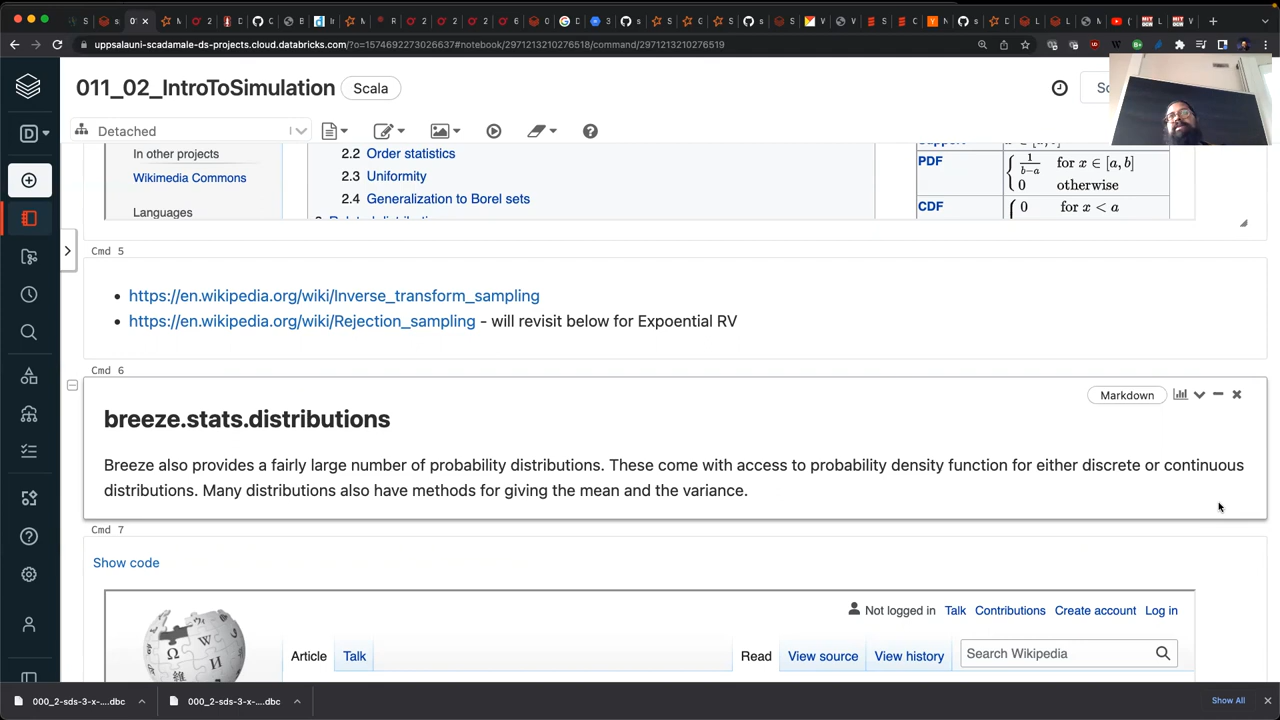 uppsalauni-scadamale-ds-projects.cloud.databricks.com/?o=1574692273026637#notebook/2971213210276518/command/2971213210276519
011_02_IntroToSimulation
Scala
Detached
In other projects
Wikimedia Commons
Languages
2.2 Order statistics
2.3 Uniformity
2.4 Generalization to Borel sets
PDF
1
b−a
for x ∈ [a, b]
0 otherwise
CDF
0 for x < a
Cmd 5
https://en.wikipedia.org/wiki/Inverse_transform_sampling
https://en.wikipedia.org/wiki/Rejection_sampling - will revisit below for Expoential RV
Cmd 6
Markdown
breeze.stats.distributions
Breeze also provides a fairly large number of probability distributions. These come with access to probability density function for either discrete or continuous
distributions. Many distributions also have methods for giving the mean and the variance.
Cmd 7
Show code
Not logged in Talk Contributions Create account Log in
Article Talk Read View source View history Search Wikipedia
000_2-sds-3-x-....dbc 000_2-sds-3-x-....dbc Show All